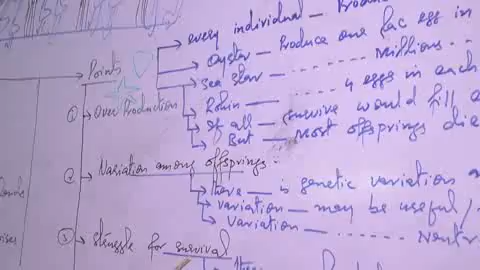 every individual — Produce
Oyster — Produce one lac egg in
Points
Sea star — ....... Millions ..
Robin — ....... 4 eggs in each
① Over Production
If all — survive would fill
But — Most offsprings die
② Variation among offsprings.
there — is genetic variation
variation — may be useful /
Variation — ....... Neutr
③ Struggle for survival